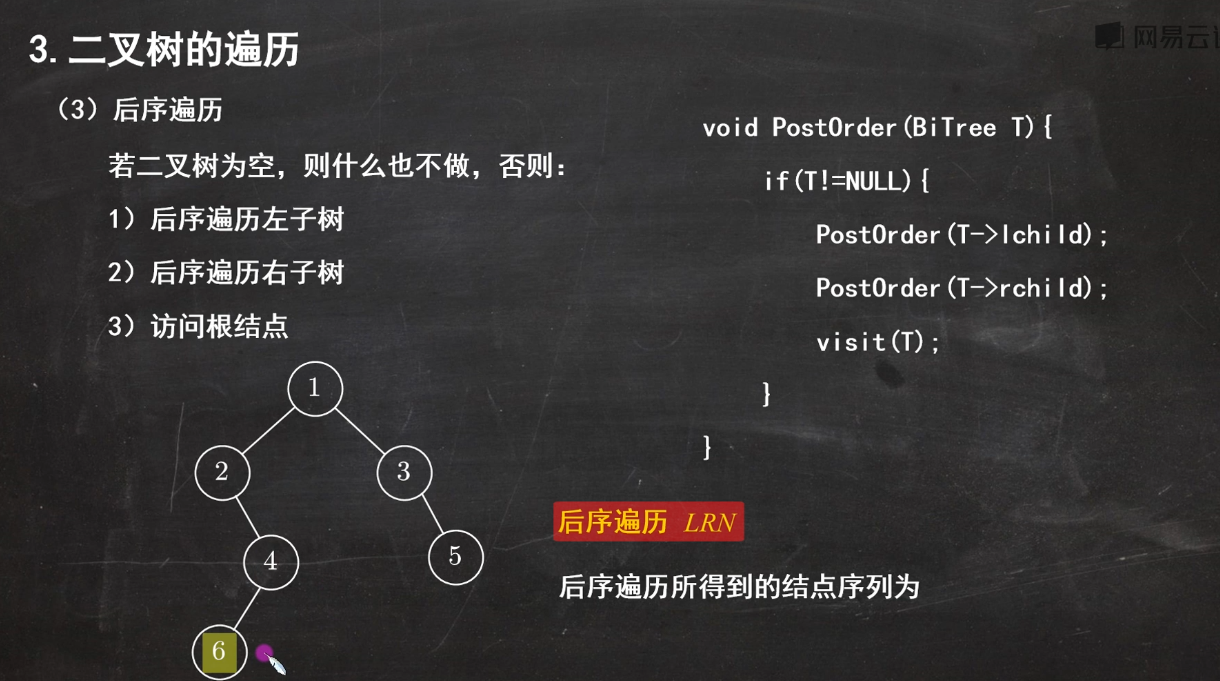 3.二叉树的遍历
网易云
（3）后序遍历
若二叉树为空，则什么也不做，否则：
1）后序遍历左子树
2）后序遍历右子树
3）访问根结点
void PostOrder(BiTree T){
if(T!=NULL){
PostOrder(T->lchild);
PostOrder(T->rchild);
visit(T);
}
}
1
2
3
4
5
6
后序遍历 LRN
后序遍历所得到的结点序列为